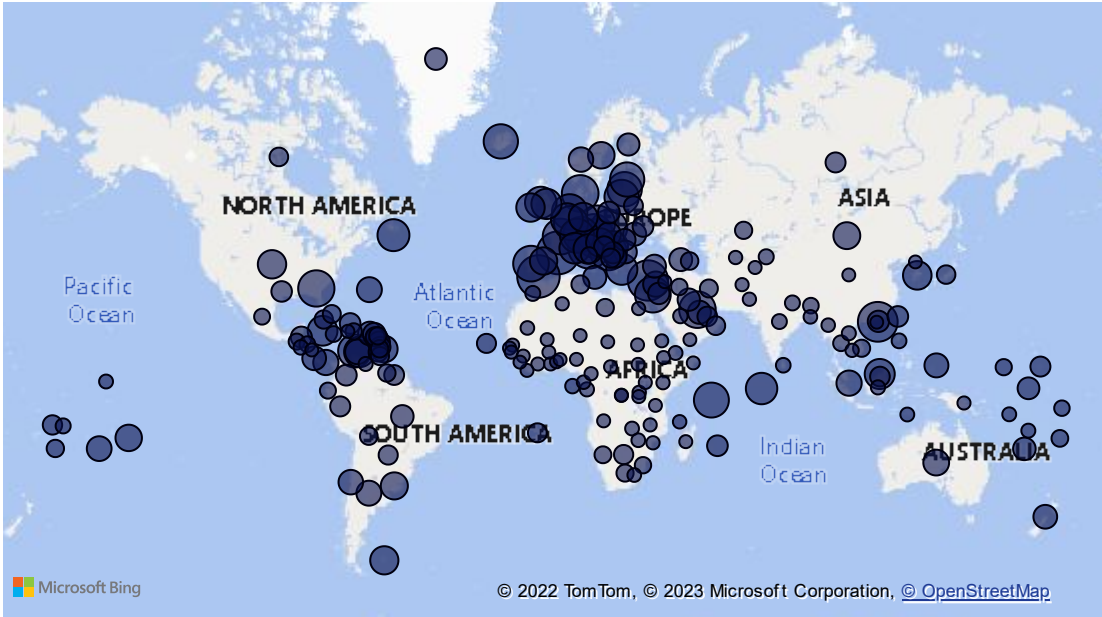 NORTH AMERICA
ASIA
EUROPE
Pacific
Ocean
Atlantic
Ocean
AFRICA
SOUTH AMERICA
Indian
Ocean
AUSTRALIA
Microsoft Bing
© 2022 TomTom, © 2023 Microsoft Corporation, © OpenStreetMap